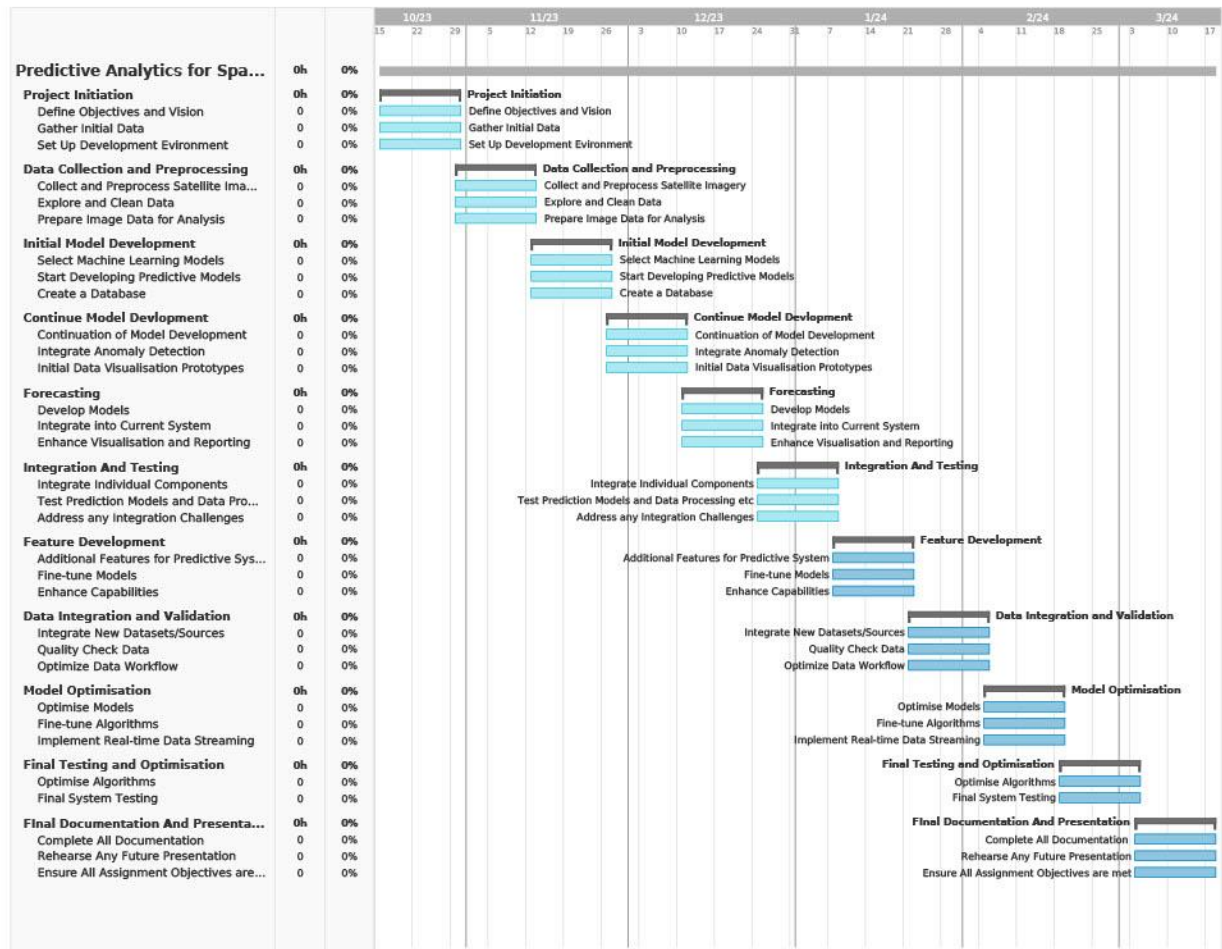 10/23 11/23 12/23 1/24 2/24 3/24
15 22 29 5 12 19 26 3 10 17 24 31 7 14 21 28 4 11 18 25 3 10 17
Predictive Analytics for Spa... 0h 0%
Project Initiation 0h 0% Project Initiation
Define Objectives and Vision 0 0% Define Objectives and Vision
Gather Initial Data 0 0% Gather Initial Data
Set Up Development Evironment 0 0% Set Up Development Evironment
Data Collection and Preprocessing 0h 0% Data Collection and Preprocessing
Collect and Preprocess Satellite Ima... 0 0% Collect and Preprocess Satellite Imagery
Explore and Clean Data 0 0% Explore and Clean Data
Prepare Image Data for Analysis 0 0% Prepare Image Data for Analysis
Initial Model Development 0h 0% Initial Model Development
Select Machine Learning Models 0 0% Select Machine Learning Models
Start Developing Predictive Models 0 0% Start Developing Predictive Models
Create a Database 0 0% Create a Database
Continue Model Devlopment 0h 0% Continue Model Devlopment
Continuation of Model Development 0 0% Continuation of Model Development
Integrate Anomaly Detection 0 0% Integrate Anomaly Detection
Initial Data Visualisation Prototypes 0 0% Initial Data Visualisation Prototypes
Forecasting 0h 0% Forecasting
Develop Models 0 0% Develop Models
Integrate into Current System 0 0% Integrate into Current System
Enhance Visualisation and Reporting 0 0% Enhance Visualisation and Reporting
Integration And Testing 0h 0% Integration And Testing
Integrate Individual Components 0 0% Integrate Individual Components
Test Prediction Models and Data Pro... 0 0% Test Prediction Models and Data Processing etc
Address any Integration Challenges 0 0% Address any Integration Challenges
Feature Development 0h 0% Feature Development
Additional Features for Predictive Sys... 0 0% Additional Features for Predictive System
Fine-tune Models 0 0% Fine-tune Models
Enhance Capabilities 0 0% Enhance Capabilities
Data Integration and Validation 0h 0% Data Integration and Validation
Integrate New Datasets/Sources 0 0% Integrate New Datasets/Sources
Quality Check Data 0 0% Quality Check Data
Optimize Data Workflow 0 0% Optimize Data Workflow
Model Optimisation 0h 0% Model Optimisation
Optimise Models 0 0% Optimise Models
Fine-tune Algorithms 0 0% Fine-tune Algorithms
Implement Real-time Data Streaming 0 0% Implement Real-time Data Streaming
Final Testing and Optimisation 0h 0% Final Testing and Optimisation
Optimise Algorithms 0 0% Optimise Algorithms
Final System Testing 0 0% Final System Testing
FInal Documentation And Presenta... 0h 0% FInal Documentation And Presentation
Complete All Documentation 0 0% Complete All Documentation
Rehearse Any Future Presentation 0 0% Rehearse Any Future Presentation
Ensure All Assignment Objectives are... 0 0% Ensure All Assignment Objectives are met